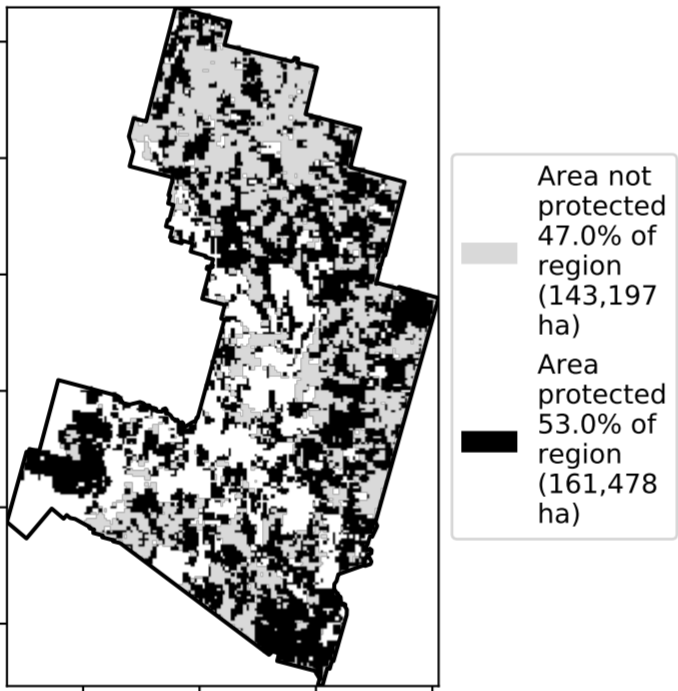 Area not
protected
47.0% of
region
(143,197
ha)
Area
protected
53.0% of
region
(161,478
ha)